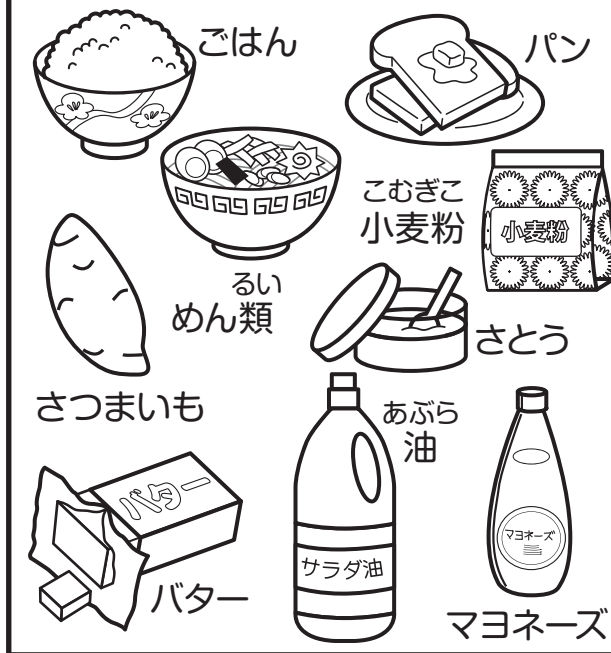 ごはん
パン
こむぎこ
小麦粉
小麦粉
るい
めん類
さとう
さつまいも
あぶら
油
バター
サラダ油
マヨネーズ
バター
マヨネーズ